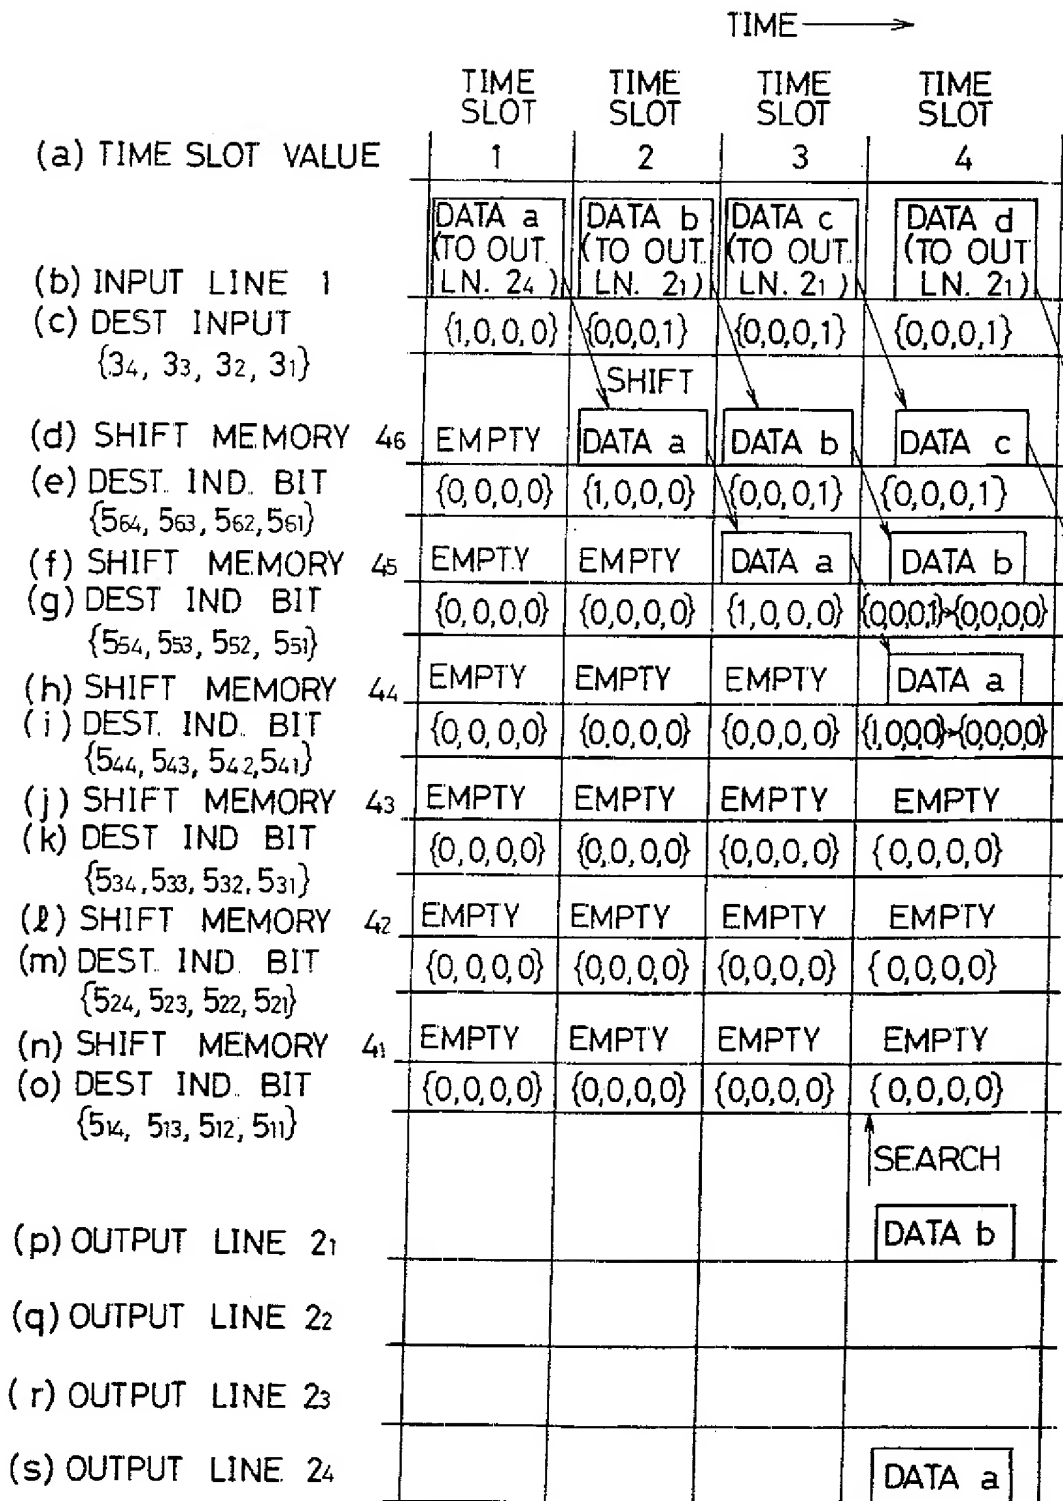 TIME
TIME SLOT TIME SLOT TIME SLOT TIME SLOT
(a) TIME SLOT VALUE 1 2 3 4
(b) INPUT LINE 1 DATA a (TO OUT. LN. 24) DATA b (TO OUT. LN. 21) DATA c (TO OUT. LN. 21) DATA d (TO OUT LN. 21)
(c) DEST INPUT {1,0,0,0} {0,0,0,1} {0,0,0,1} {0,0,0,1}
{34, 33, 32, 31}
SHIFT
(d) SHIFT MEMORY 46 EMPTY DATA a DATA b DATA c
(e) DEST. IND. BIT {0,0,0,0} {1,0,0,0} {0,0,0,1} {0,0,0,1}
{564, 563, 562, 561}
(f) SHIFT MEMORY 45 EMPTY EMPTY DATA a DATA b
(g) DEST IND BIT {0,0,0,0} {0,0,0,0} {1,0,0,0} {0,0,0,1}→{0,0,0,0}
{554, 553, 552, 551}
(h) SHIFT MEMORY 44 EMPTY EMPTY EMPTY DATA a
(i) DEST. IND. BIT {0,0,0,0} {0,0,0,0} {0,0,0,0} {1,0,0,0}→{0,0,0,0}
{544, 543, 542, 541}
(j) SHIFT MEMORY 43 EMPTY EMPTY EMPTY EMPTY
(k) DEST IND BIT {0,0,0,0} {0,0,0,0} {0,0,0,0} {0,0,0,0}
{534, 533, 532, 531}
(ℓ) SHIFT MEMORY 42 EMPTY EMPTY EMPTY EMPTY
(m) DEST. IND. BIT {0,0,0,0} {0,0,0,0} {0,0,0,0} {0,0,0,0}
{524, 523, 522, 521}
(n) SHIFT MEMORY 41 EMPTY EMPTY EMPTY EMPTY
(o) DEST IND. BIT {0,0,0,0} {0,0,0,0} {0,0,0,0} {0,0,0,0}
{514, 513, 512, 511}
SEARCH
(p) OUTPUT LINE 21 DATA b
(q) OUTPUT LINE 22
(r) OUTPUT LINE 23
(s) OUTPUT LINE 24 DATA a